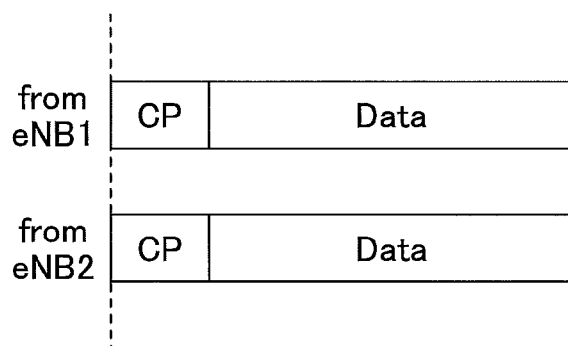 from
eNB1
CP
Data
from
eNB2
CP
Data